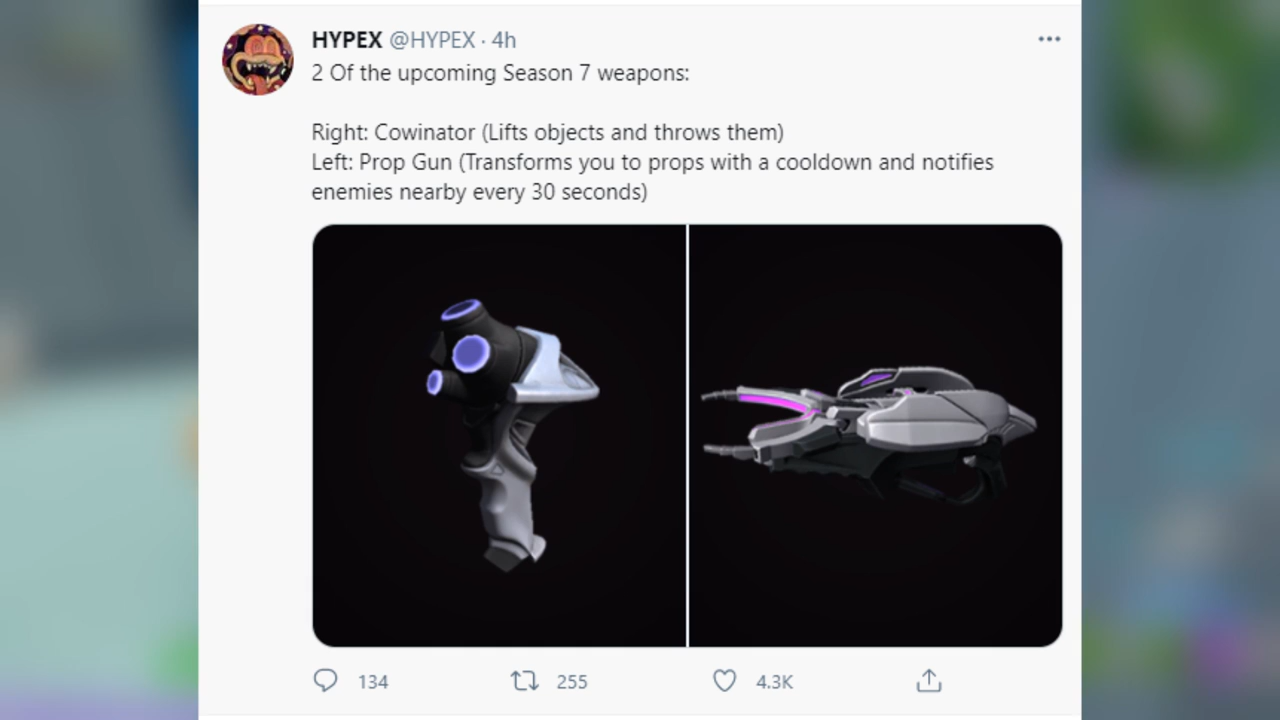 HYPEX @HYPEX · 4h
2 Of the upcoming Season 7 weapons:
Right: Cowinator (Lifts objects and throws them)
Left: Prop Gun (Transforms you to props with a cooldown and notifies
enemies nearby every 30 seconds)
134 255 4.3K